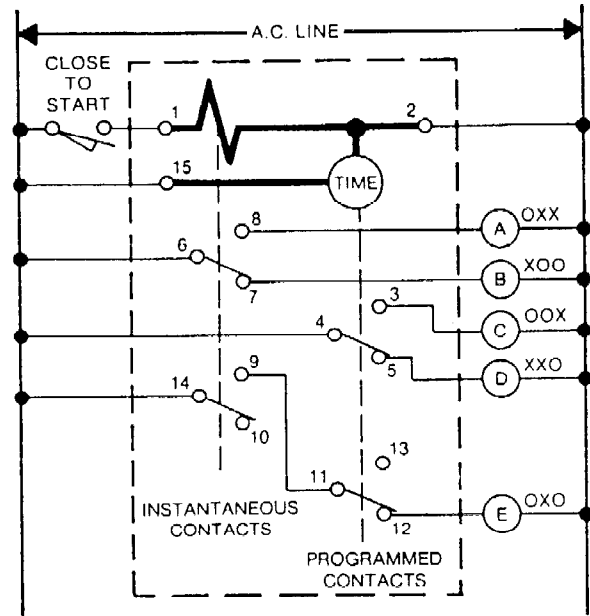 A.C. LINE
CLOSE
TO
START
1
2
15
TIME
8
A
OXX
6
7
B
XOO
3
C
OOX
4
5
D
XXO
9
14
10
13
11
12
E
OXO
INSTANTANEOUS
CONTACTS
PROGRAMMED
CONTACTS